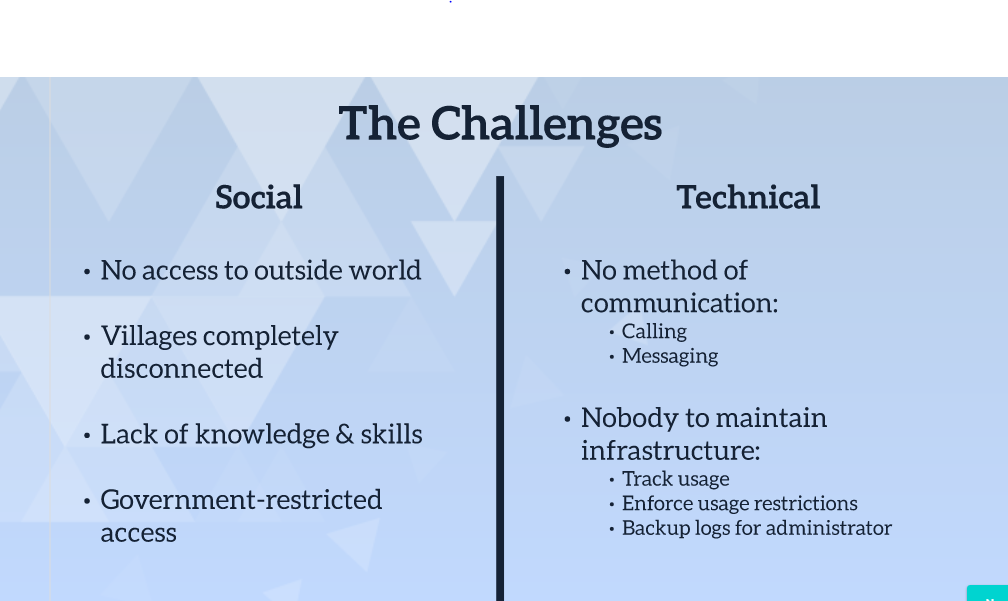 The Challenges
Social
• No access to outside world
• Villages completely
disconnected
• Lack of knowledge & skills
• Government-restricted
access
Technical
• No method of
communication:
• Calling
• Messaging
• Nobody to maintain
infrastructure:
• Track usage
• Enforce usage restrictions
• Backup logs for administrator